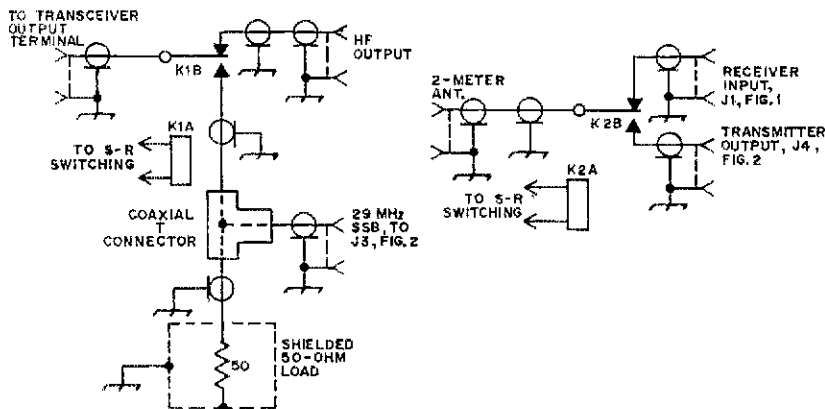 TO TRANSCEIVER
OUTPUT
TERMINAL
K1B
HF
OUTPUT
K1A
TO S-R
SWITCHING
COAXIAL
T
CONNECTOR
29 MHz
SSB, TO
J3, FIG. 2
50
SHIELDED
50-OHM
LOAD
2-METER
ANT.
K2B
RECEIVER
INPUT,
J1, FIG. 1
TRANSMITTER
OUTPUT, J4,
FIG. 2
K2A
TO S-R
SWITCHING